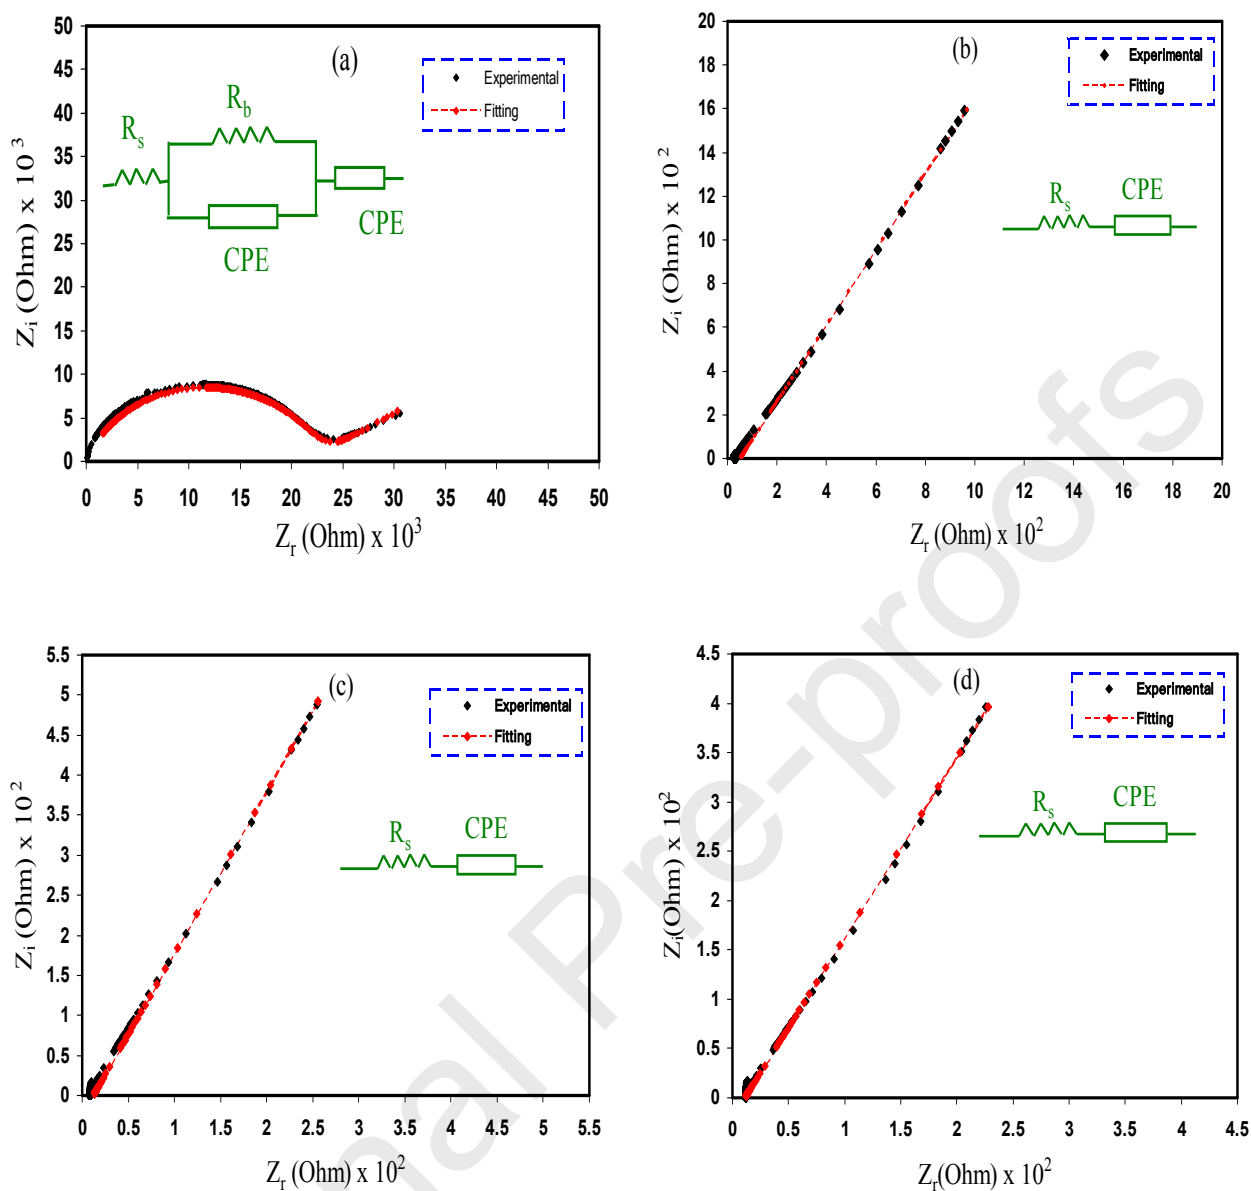 (a)
Experimental
Fitting
R_s
R_b
CPE
CPE
50
45
40
35
30
25
20
15
10
5
0
0 5 10 15 20 25 30 35 40 45 50
Z_i (Ohm) x 10^3
Z_r (Ohm) x 10^3
(b)
Experimental
Fitting
R_s CPE
20
18
16
14
12
10
8
6
4
2
0
0 2 4 6 8 10 12 14 16 18 20
Z_i (Ohm) x 10^2
Z_r (Ohm) x 10^2
(c)
Experimental
Fitting
R_s CPE
5.5
5
4.5
4
3.5
3
2.5
2
1.5
1
0.5
0
0 0.5 1 1.5 2 2.5 3 3.5 4 4.5 5 5.5
Z_i (Ohm) x 10^2
Z_r (Ohm) x 10^2
(d)
Experimental
Fitting
R_s CPE
4.5
4
3.5
3
2.5
2
1.5
1
0.5
0
0 0.5 1 1.5 2 2.5 3 3.5 4 4.5
Z_i(Ohm) x 10^2
Z_r(Ohm) x 10^2
nal Pre-proofs